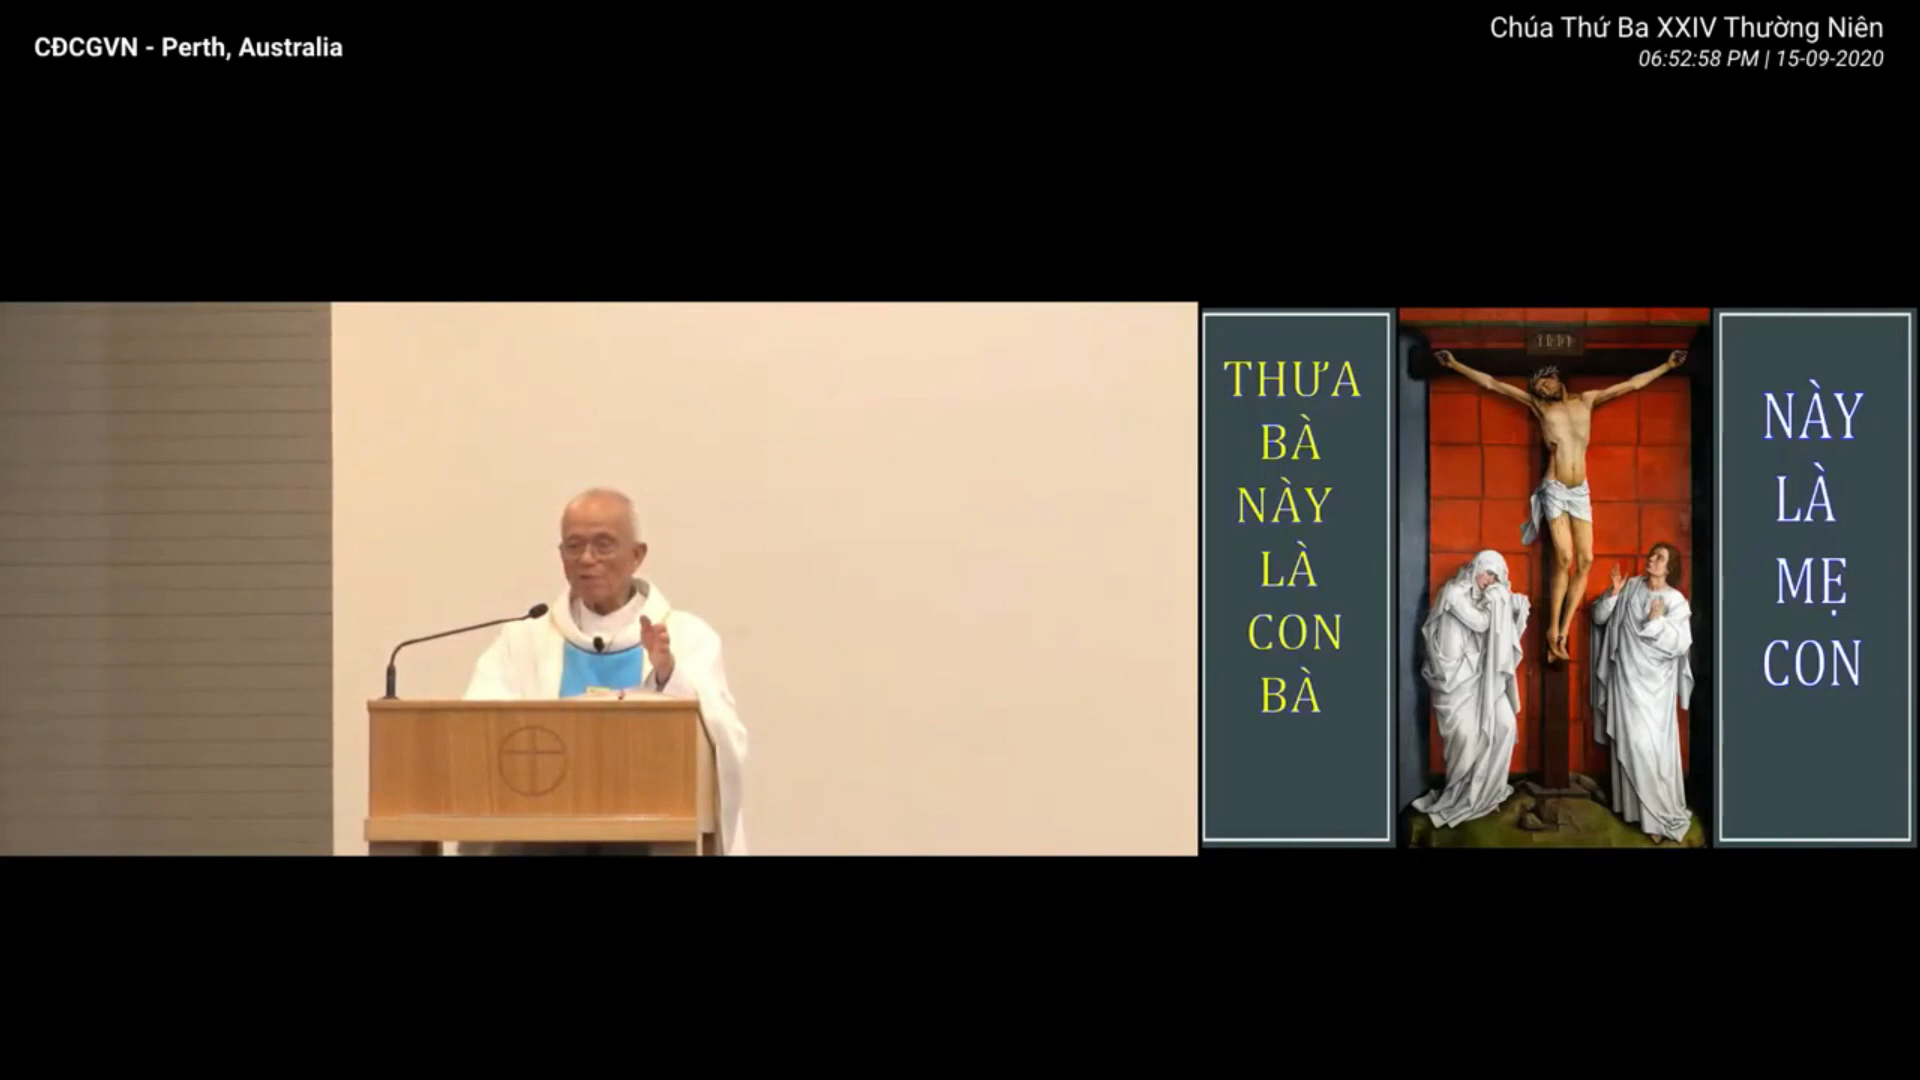 CĐCGVN - Perth, Australia
Chúa Thứ Ba XXIV Thường Niên
06:52:58 PM | 15-09-2020
THƯA
BÀ
NÀY
LÀ
CON
BÀ
NÀY
LÀ
MẸ
CON